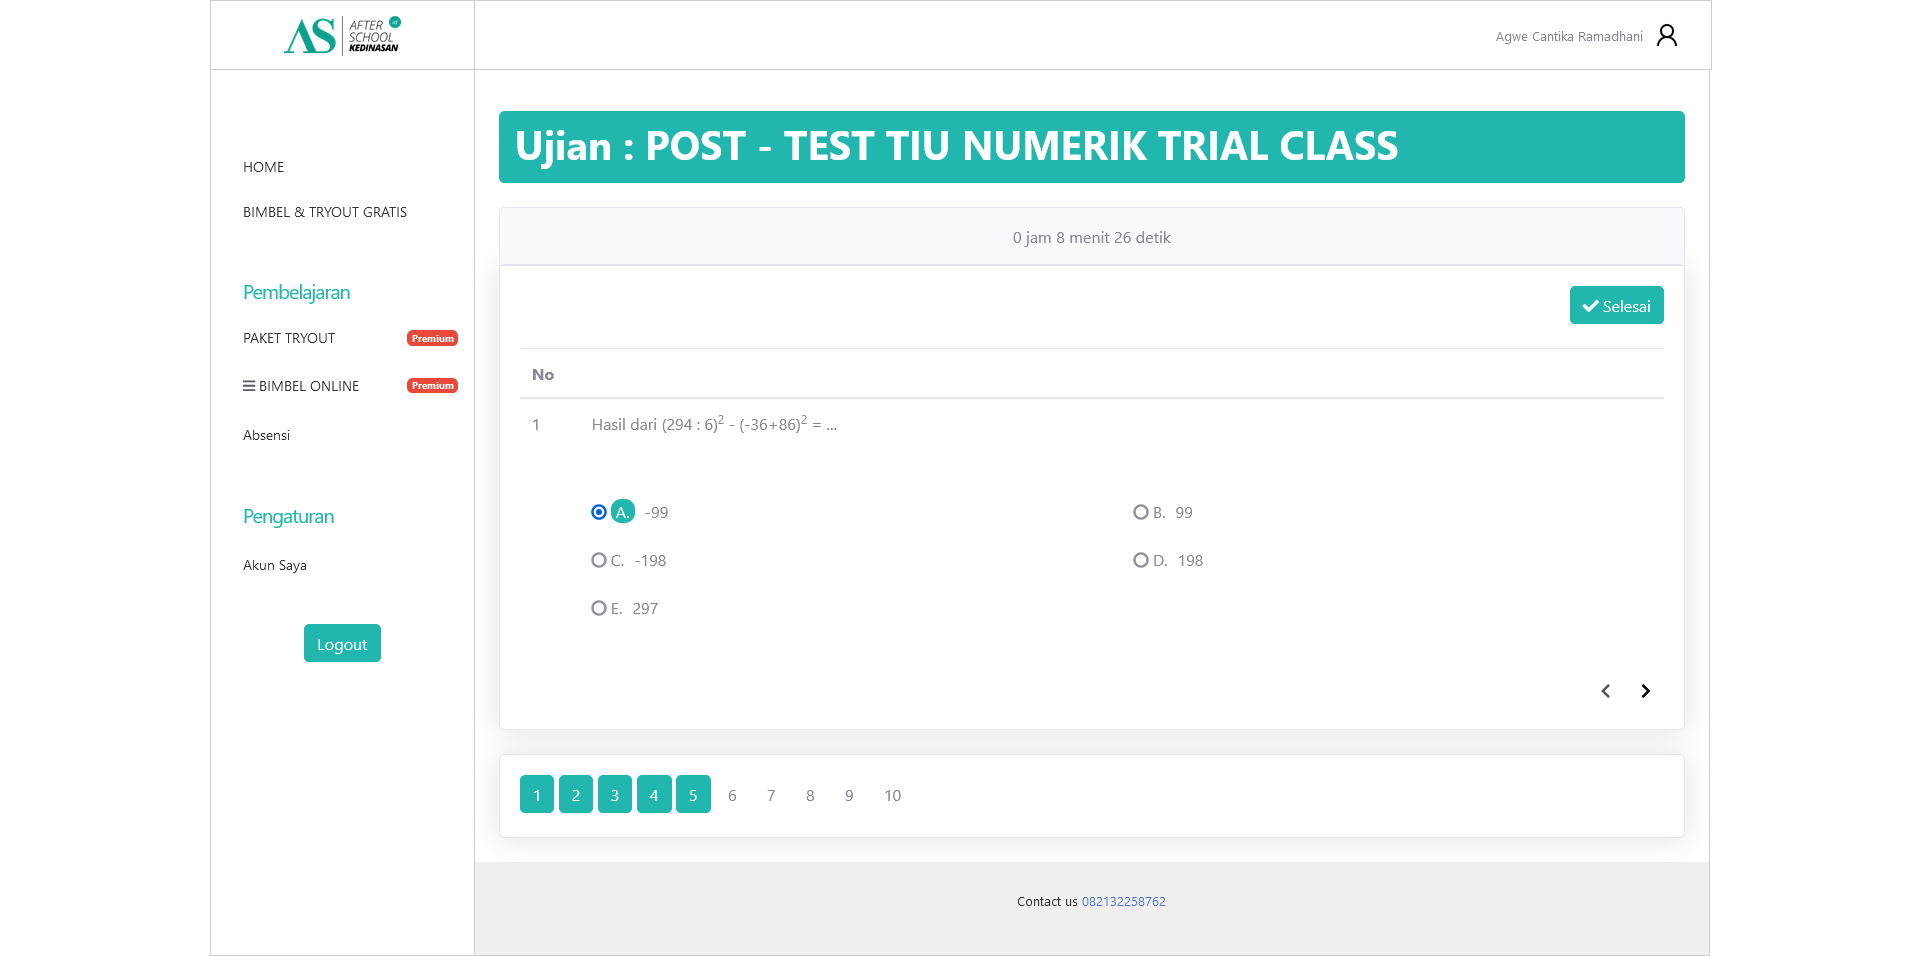 AS AFTER SCHOOL KEDINASAN
Agwe Cantika Ramadhani
HOME
BIMBEL & TRYOUT GRATIS
Pembelajaran
PAKET TRYOUT Premium
BIMBEL ONLINE Premium
Absensi
Pengaturan
Akun Saya
Logout
Ujian : POST - TEST TIU NUMERIK TRIAL CLASS
0 jam 8 menit 26 detik
Selesai
No
1 Hasil dari (294 : 6)² - (-36+86)² = ...
A. -99 B. 99
C. -198 D. 198
E. 297
1 2 3 4 5 6 7 8 9 10
Contact us 082132258762